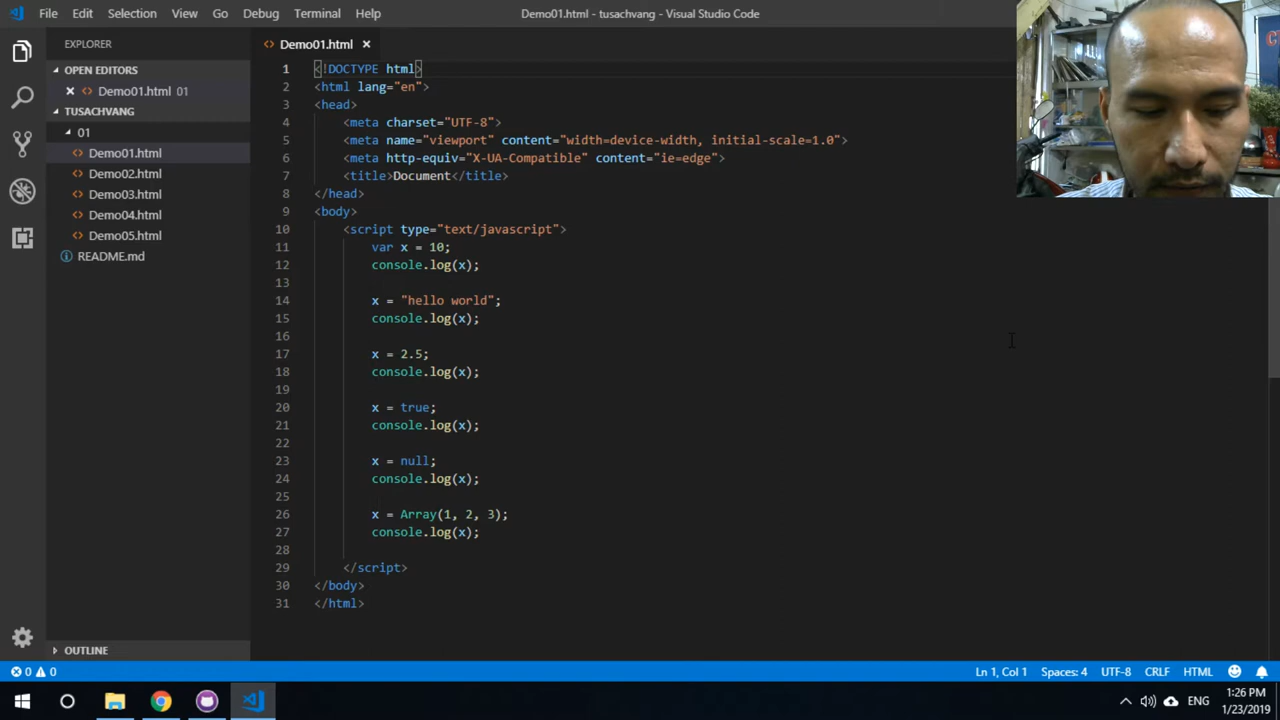 File Edit Selection View Go Debug Terminal Help Demo01.html - tusachvang - Visual Studio Code
EXPLORER
OPEN EDITORS
Demo01.html 01
TUSACHVANG
01
Demo01.html
Demo02.html
Demo03.html
Demo04.html
Demo05.html
README.md
OUTLINE
Demo01.html
1 <!DOCTYPE html>
2 <html lang="en">
3 <head>
4 <meta charset="UTF-8">
5 <meta name="viewport" content="width=device-width, initial-scale=1.0">
6 <meta http-equiv="X-UA-Compatible" content="ie=edge">
7 <title>Document</title>
8 </head>
9 <body>
10 <script type="text/javascript">
11 var x = 10;
12 console.log(x);
13
14 x = "hello world";
15 console.log(x);
16
17 x = 2.5;
18 console.log(x);
19
20 x = true;
21 console.log(x);
22
23 x = null;
24 console.log(x);
25
26 x = Array(1, 2, 3);
27 console.log(x);
28
29 </script>
30 </body>
31 </html>
0 0 Ln 1, Col 1 Spaces: 4 UTF-8 CRLF HTML
ENG 1:26 PM
1/23/2019